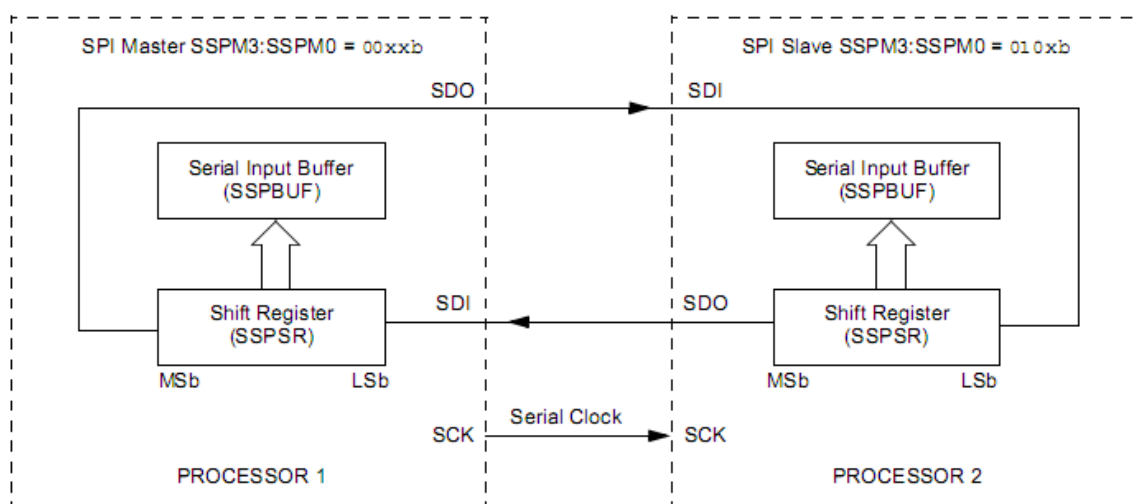 SPI Master SSPM3:SSPM0 = 00xxb
SPI Slave SSPM3:SSPM0 = 010xb
SDO
SDI
Serial Input Buffer
(SSPBUF)
Serial Input Buffer
(SSPBUF)
Shift Register
(SSPSR)
SDI
SDO
Shift Register
(SSPSR)
MSb
LSb
MSb
LSb
SCK
Serial Clock
SCK
PROCESSOR 1
PROCESSOR 2